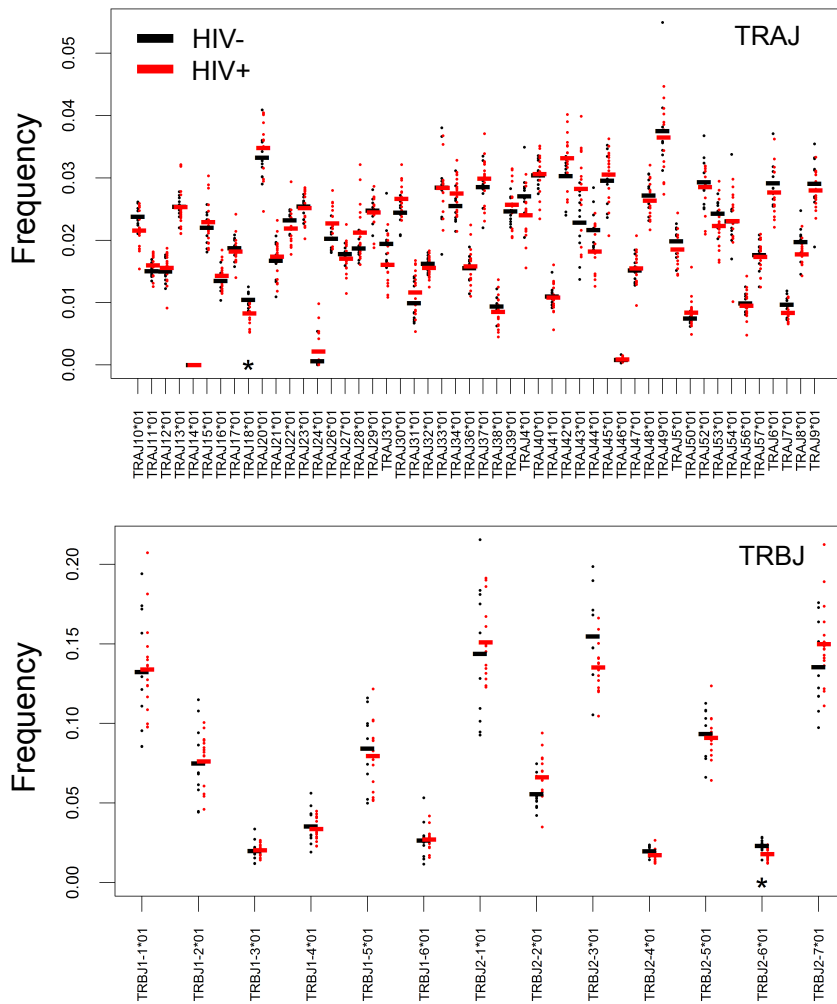 TRAJ
HIV-
HIV+
Frequency
0.05
0.04
0.03
0.02
0.01
0.00
*
TRAJ10*01
TRAJ11*01
TRAJ12*01
TRAJ13*01
TRAJ14*01
TRAJ15*01
TRAJ16*01
TRAJ17*01
TRAJ18*01
TRAJ20*01
TRAJ21*01
TRAJ22*01
TRAJ23*01
TRAJ24*01
TRAJ26*01
TRAJ27*01
TRAJ28*01
TRAJ29*01
TRAJ3*01
TRAJ30*01
TRAJ31*01
TRAJ32*01
TRAJ33*01
TRAJ34*01
TRAJ36*01
TRAJ37*01
TRAJ38*01
TRAJ39*01
TRAJ4*01
TRAJ40*01
TRAJ41*01
TRAJ42*01
TRAJ43*01
TRAJ44*01
TRAJ45*01
TRAJ46*01
TRAJ47*01
TRAJ48*01
TRAJ49*01
TRAJ5*01
TRAJ50*01
TRAJ52*01
TRAJ53*01
TRAJ54*01
TRAJ56*01
TRAJ57*01
TRAJ6*01
TRAJ7*01
TRAJ8*01
TRAJ9*01
TRBJ
Frequency
0.20
0.15
0.10
0.05
0.00
*
TRBJ1-1*01
TRBJ1-2*01
TRBJ1-3*01
TRBJ1-4*01
TRBJ1-5*01
TRBJ1-6*01
TRBJ2-1*01
TRBJ2-2*01
TRBJ2-3*01
TRBJ2-4*01
TRBJ2-5*01
TRBJ2-6*01
TRBJ2-7*01